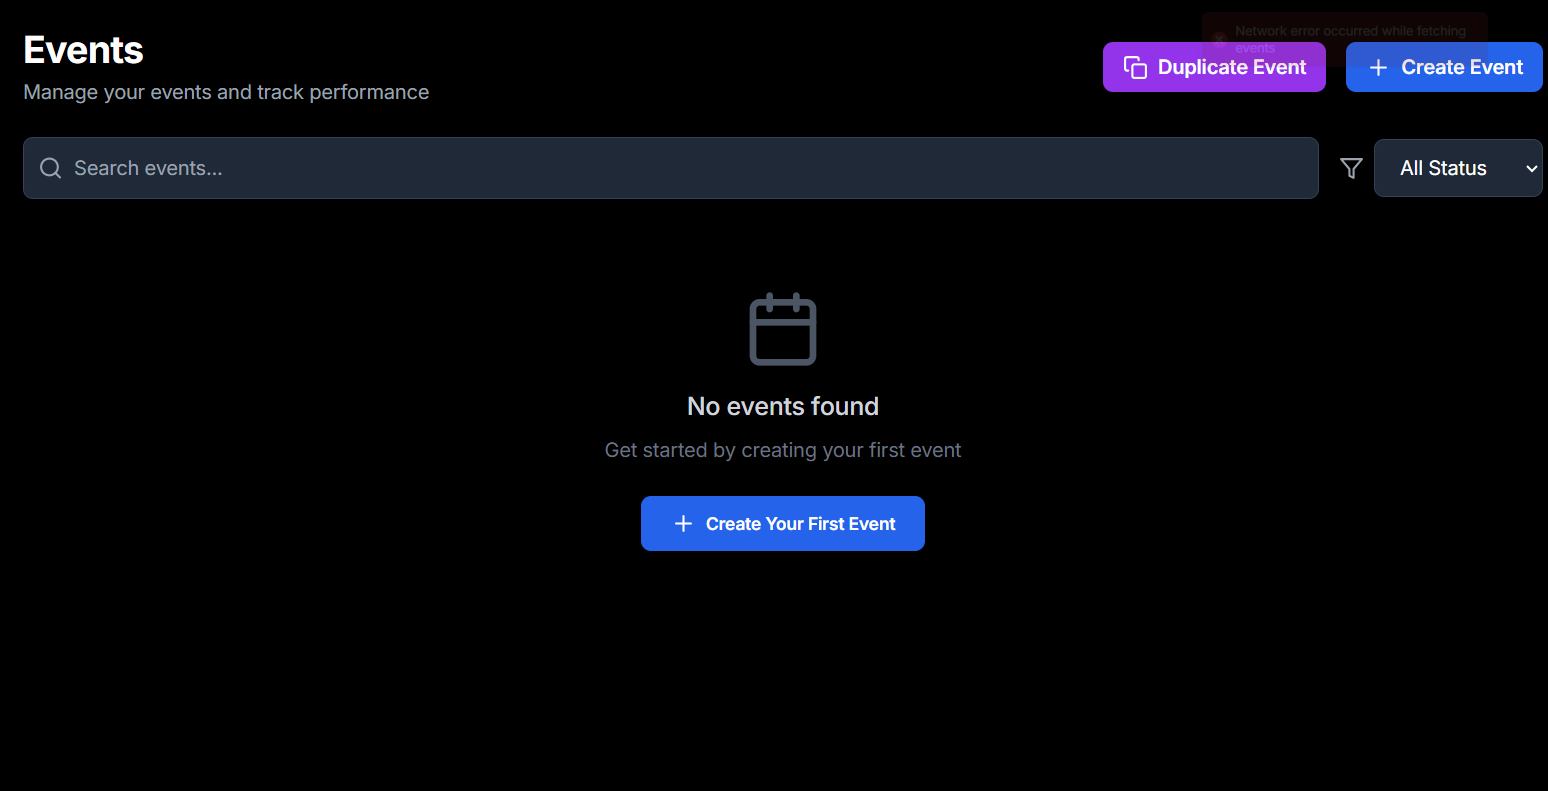 Events
Manage your events and track performance
Network error occurred while fetching
events
Duplicate Event
Create Event
Search events...
All Status
No events found
Get started by creating your first event
Create Your First Event